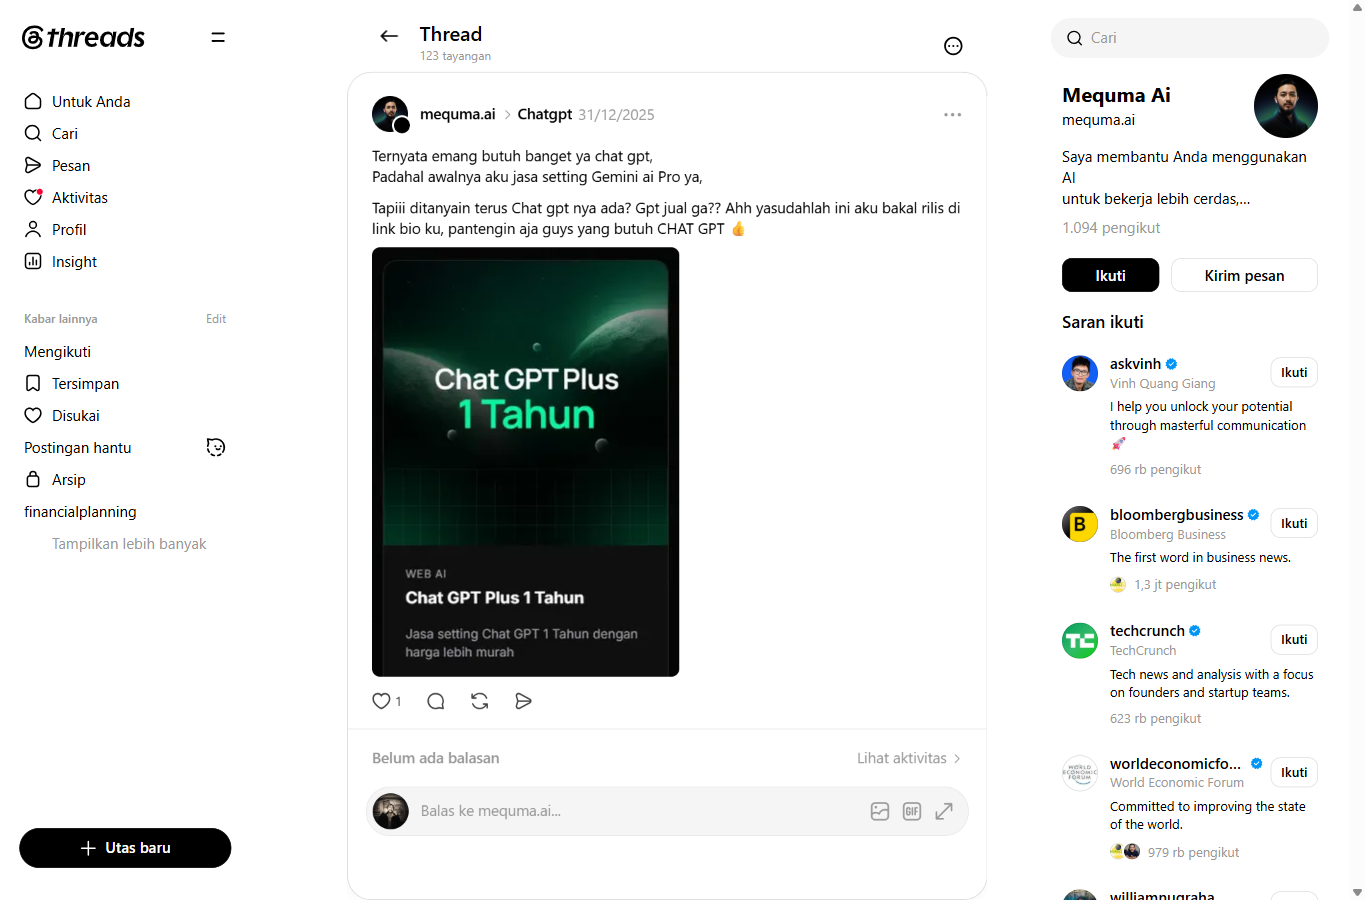 threads
Untuk Anda
Cari
Pesan
Aktivitas
Profil
Insight
Kabar lainnya
Edit
Mengikuti
Tersimpan
Disukai
Postingan hantu
Arsip
financialplanning
Tampilkan lebih banyak
Utas baru
Thread
123 tayangan
mequma.ai > Chatgpt 31/12/2025
Ternyata emang butuh banget ya chat gpt,
Padahal awalnya aku jasa setting Gemini ai Pro ya,
Tapiii ditanyain terus Chat gpt nya ada? Gpt jual ga?? Ahh yasudahlah ini aku bakal rilis di
link bio ku, pantengin aja guys yang butuh CHAT GPT 👍
Chat GPT Plus
1 Tahun
WEB AI
Chat GPT Plus 1 Tahun
Jasa setting Chat GPT 1 Tahun dengan
harga lebih murah
1
Belum ada balasan
Lihat aktivitas >
Balas ke mequma.ai...
GIF
Cari
Mequma Ai
mequma.ai
Saya membantu Anda menggunakan
AI
untuk bekerja lebih cerdas,...
1.094 pengikut
Ikuti
Kirim pesan
Saran ikuti
askvinh
Vinh Quang Giang
Ikuti
I help you unlock your potential
through masterful communication
🚀
696 rb pengikut
B
bloombergbusiness
Bloomberg Business
Ikuti
The first word in business news.
1,3 jt pengikut
TC
techcrunch
TechCrunch
Ikuti
Tech news and analysis with a focus
on founders and startup teams.
623 rb pengikut
WORLD
ECONOMIC
FORUM
worldeconomicfo...
World Economic Forum
Ikuti
Committed to improving the state
of the world.
979 rb pengikut
williamnugraha